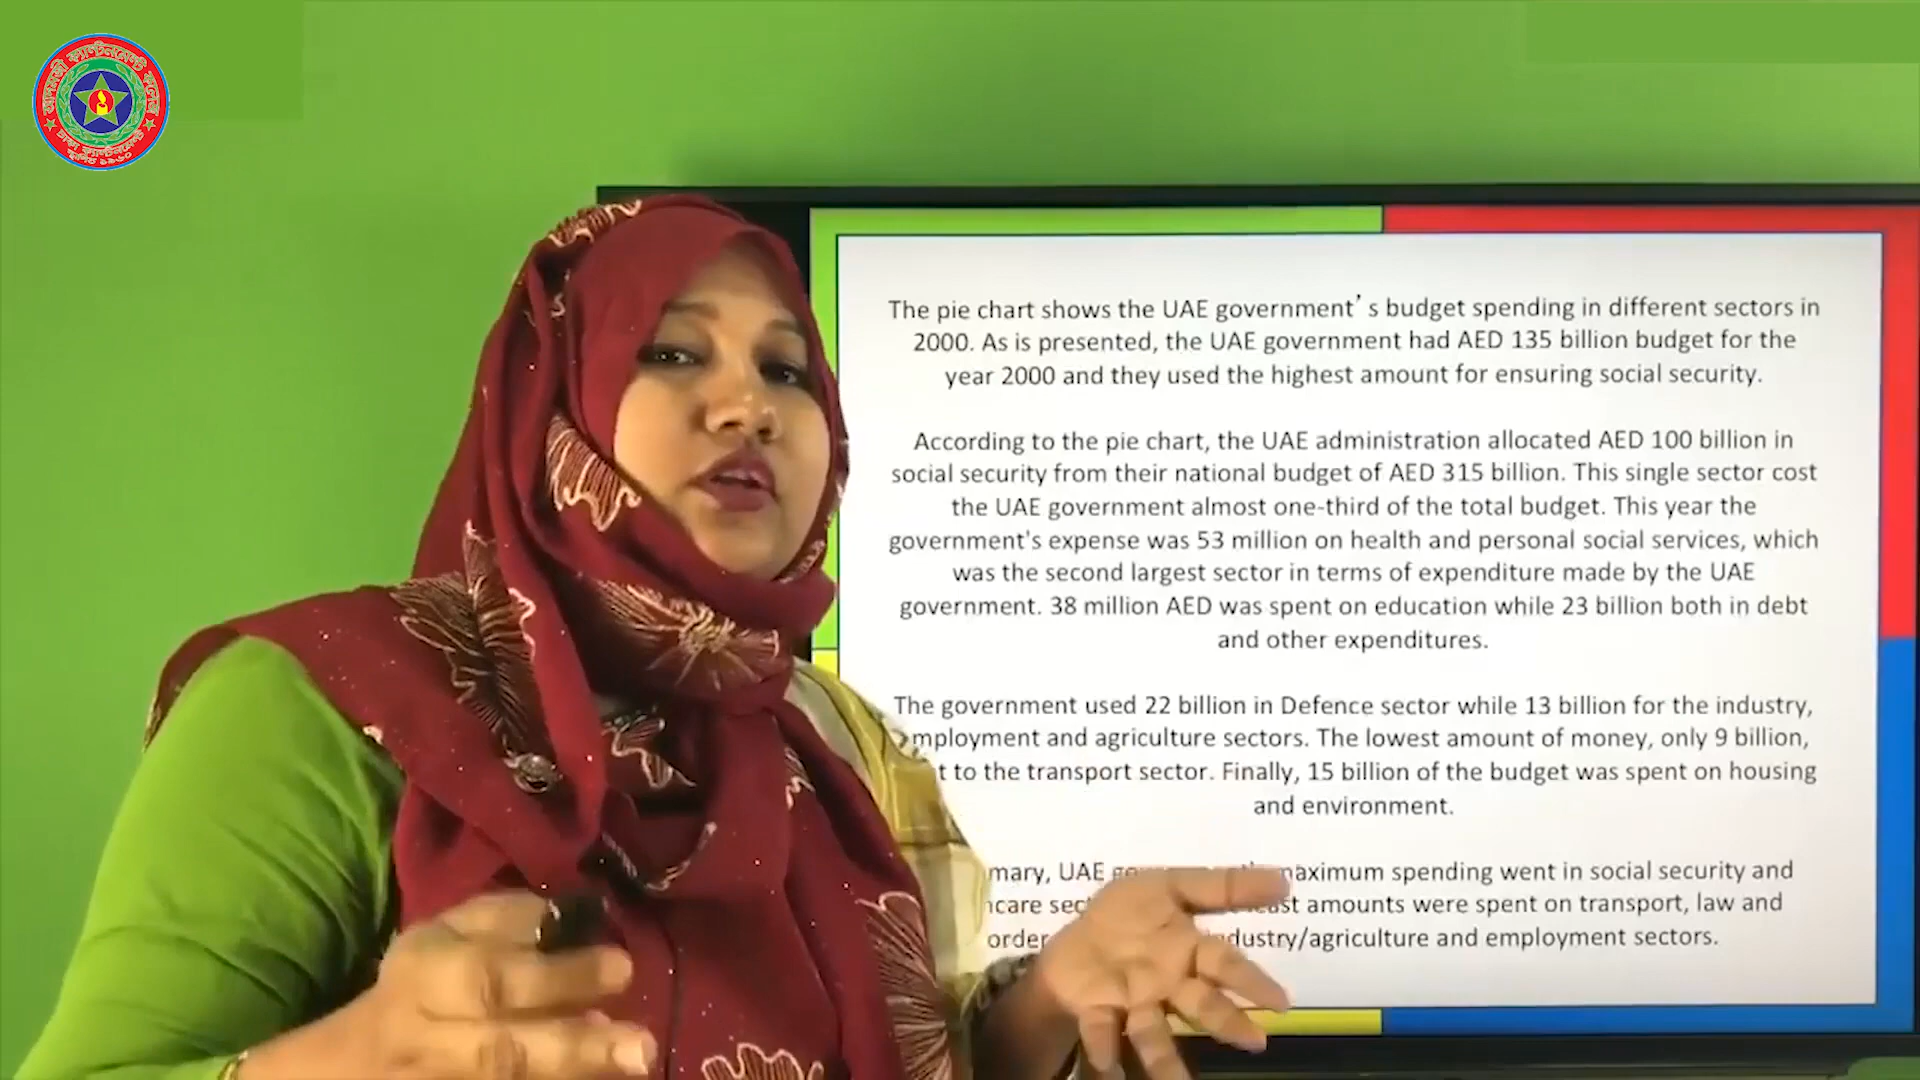 আদমজী ক্যান্টনমেন্ট কলেজ
ঢাকা ক্যান্টনমেন্ট
স্থাপিত ১৯৬০
The pie chart shows the UAE government's budget spending in different sectors in
2000. As is presented, the UAE government had AED 135 billion budget for the
year 2000 and they used the highest amount for ensuring social security.
According to the pie chart, the UAE administration allocated AED 100 billion in
social security from their national budget of AED 315 billion. This single sector cost
the UAE government almost one-third of the total budget. This year the
government's expense was 53 million on health and personal social services, which
was the second largest sector in terms of expenditure made by the UAE
government. 38 million AED was spent on education while 23 billion both in debt
and other expenditures.
The government used 22 billion in Defence sector while 13 billion for the industry,
mployment and agriculture sectors. The lowest amount of money, only 9 billion,
t to the transport sector. Finally, 15 billion of the budget was spent on housing
and environment.
mary, UAE maximum spending went in social security and
care amounts were spent on transport, law and
order industry/agriculture and employment sectors.